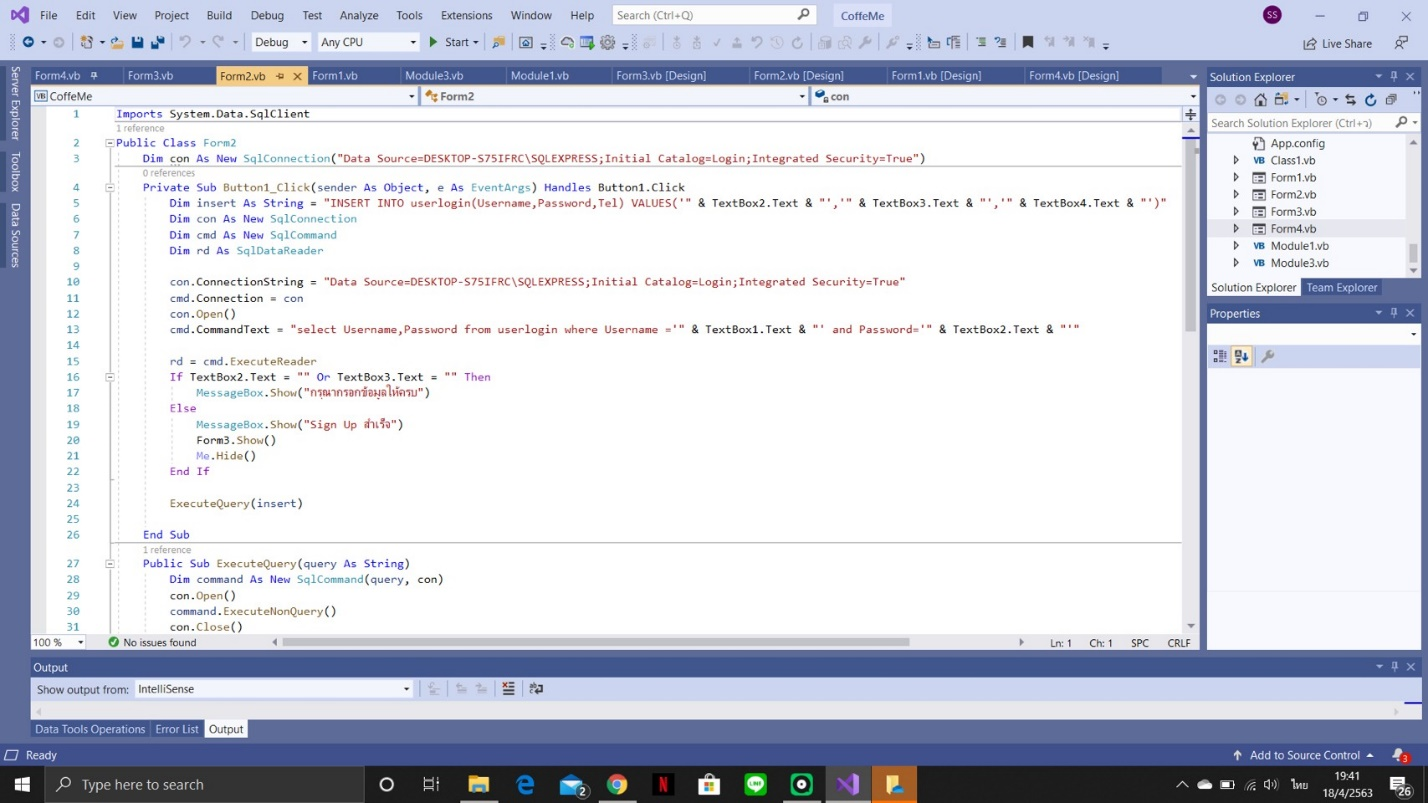 File Edit View Project Build Debug Test Analyze Tools Extensions Window Help Search (Ctrl+Q) CoffeMe SS
Debug Any CPU Start Live Share
Form4.vb Form3.vb Form2.vb Form1.vb Module3.vb Module1.vb Form3.vb [Design] Form2.vb [Design] Form1.vb [Design] Form4.vb [Design]
CoffeMe Form2 con
Server Explorer
Toolbox
Data Sources
1 Imports System.Data.SqlClient
1 reference
2 Public Class Form2
3 Dim con As New SqlConnection("Data Source=DESKTOP-S75IFRC\SQLEXPRESS;Initial Catalog=Login;Integrated Security=True")
0 references
4 Private Sub Button1_Click(sender As Object, e As EventArgs) Handles Button1.Click
5 Dim insert As String = "INSERT INTO userlogin(Username,Password,Tel) VALUES('" & TextBox2.Text & "','" & TextBox3.Text & "','" & TextBox4.Text & "')"
6 Dim con As New SqlConnection
7 Dim cmd As New SqlCommand
8 Dim rd As SqlDataReader
9
10 con.ConnectionString = "Data Source=DESKTOP-S75IFRC\SQLEXPRESS;Initial Catalog=Login;Integrated Security=True"
11 cmd.Connection = con
12 con.Open()
13 cmd.CommandText = "select Username,Password from userlogin where Username ='" & TextBox1.Text & "' and Password='" & TextBox2.Text & "'"
14
15 rd = cmd.ExecuteReader
16 If TextBox2.Text = "" Or TextBox3.Text = "" Then
17 MessageBox.Show("กรุณากรอกข้อมูลให้ครบ")
18 Else
19 MessageBox.Show("Sign Up สำเร็จ")
20 Form3.Show()
21 Me.Hide()
22 End If
23
24 ExecuteQuery(insert)
25
26 End Sub
1 reference
27 Public Sub ExecuteQuery(query As String)
28 Dim command As New SqlCommand(query, con)
29 con.Open()
30 command.ExecuteNonQuery()
31 con.Close()
100 % No issues found Ln: 1 Ch: 1 SPC CRLF
Solution Explorer
Search Solution Explorer (Ctrl+ว)
App.config
VB Class1.vb
Form1.vb
Form2.vb
Form3.vb
Form4.vb
VB Module1.vb
VB Module3.vb
Solution Explorer Team Explorer
Properties
Output
Show output from: IntelliSense
Data Tools Operations Error List Output
Ready Add to Source Control 3
Type here to search 2 N LINE ไทย 19:41
18/4/2563 26